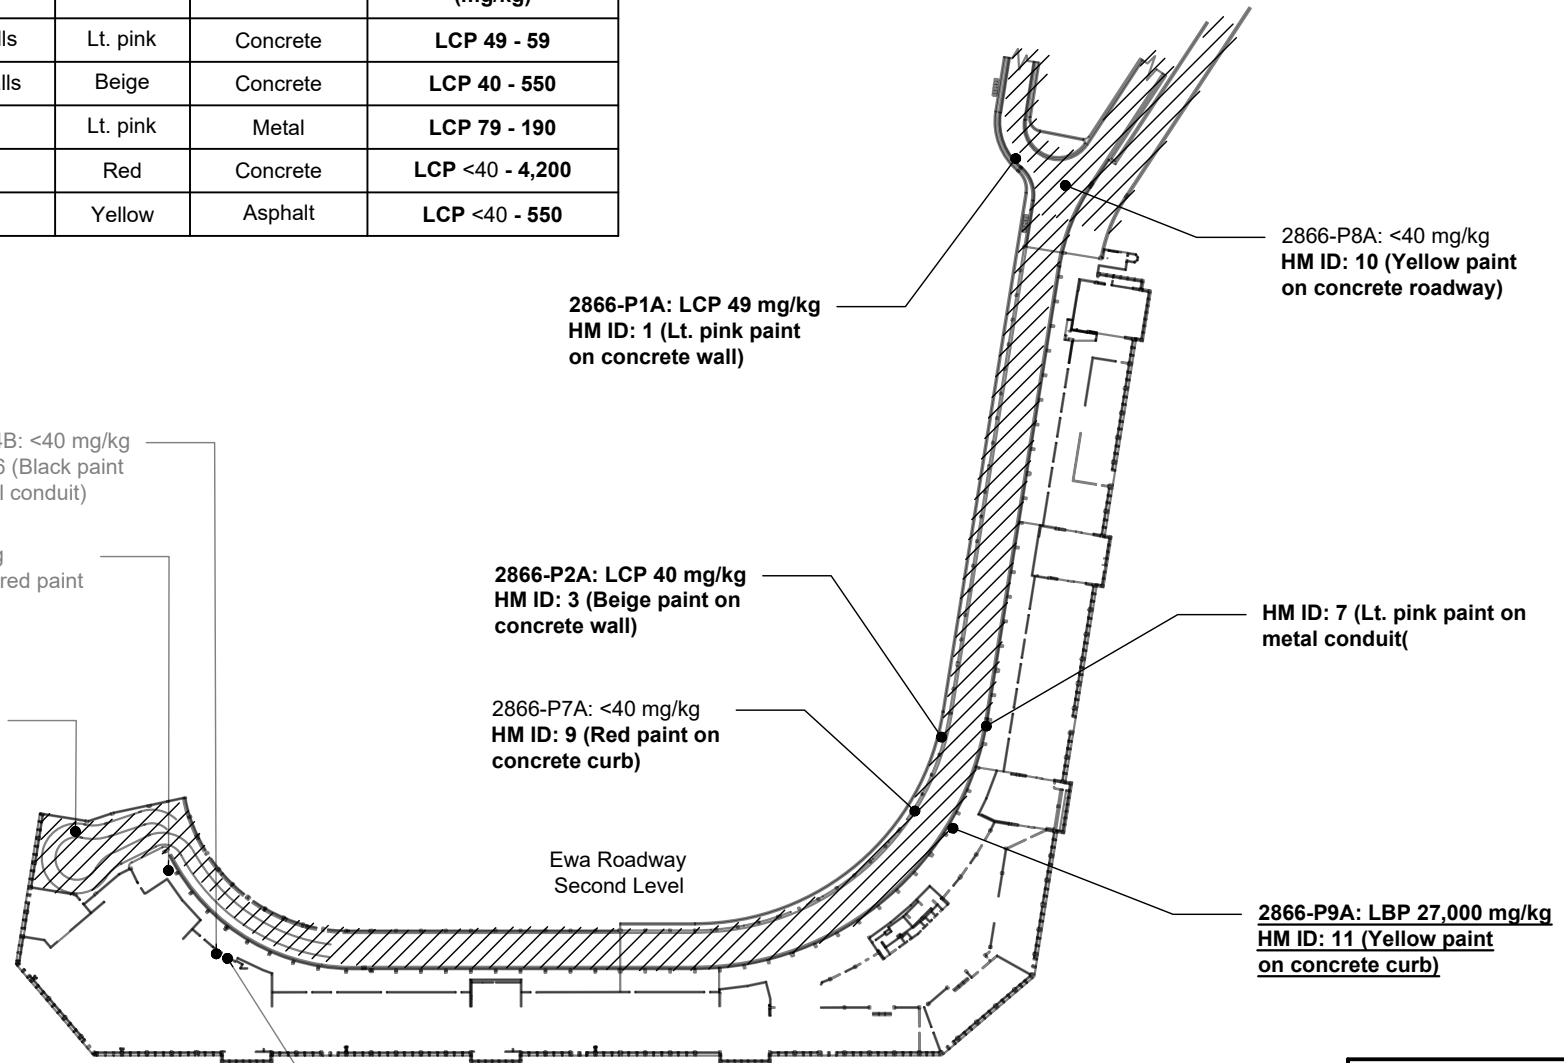 (mg/kg)
lls Lt. pink Concrete LCP 49 - 59
alls Beige Concrete LCP 40 - 550
Lt. pink Metal LCP 79 - 190
Red Concrete LCP <40 - 4,200
Yellow Asphalt LCP <40 - 550
2866-P8A: <40 mg/kg
HM ID: 10 (Yellow paint
on concrete roadway)
2866-P1A: LCP 49 mg/kg
HM ID: 1 (Lt. pink paint
on concrete wall)
4B: <40 mg/kg
6 (Black paint
l conduit)
g
red paint
2866-P2A: LCP 40 mg/kg
HM ID: 3 (Beige paint on
concrete wall)
HM ID: 7 (Lt. pink paint on
metal conduit(
2866-P7A: <40 mg/kg
HM ID: 9 (Red paint on
concrete curb)
Ewa Roadway
Second Level
2866-P9A: LBP 27,000 mg/kg
HM ID: 11 (Yellow paint
on concrete curb)